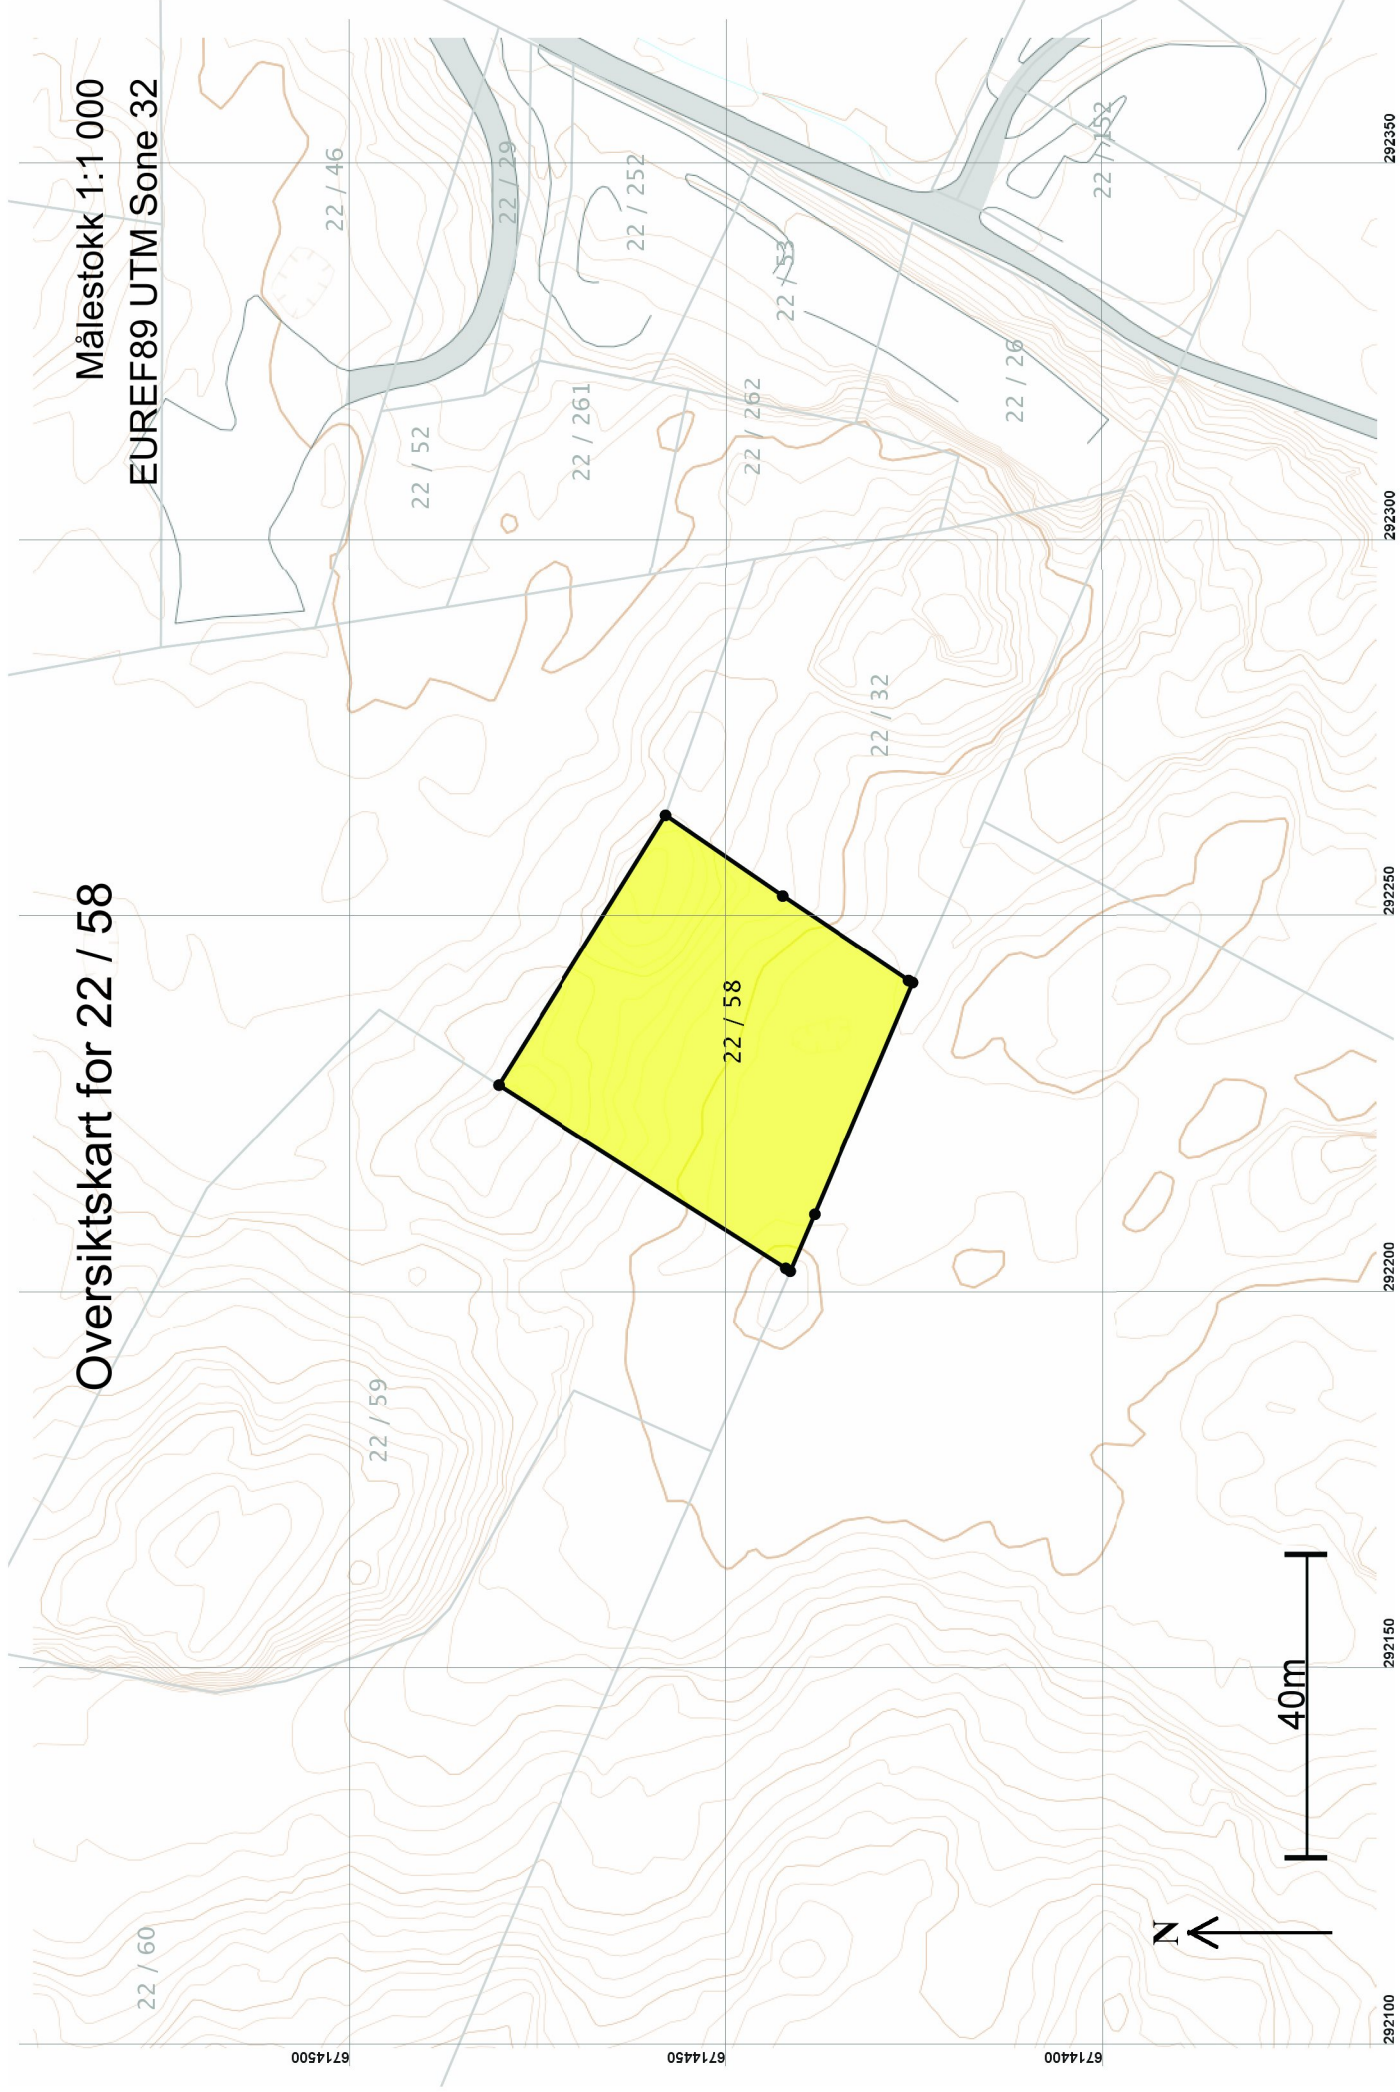 Oversiktskart for 22 / 58
Målestokk 1:1 000
EUREF89 UTM Sone 32
22 / 46
22 / 29
22 / 252
22 / 53
22 / 152
22 / 26
22 / 52
22 / 261
22 / 262
22 / 32
22 / 58
22 / 59
22 / 60
N
40m
6714500
6714450
6714400
292100
292150
292200
292250
292300
292350